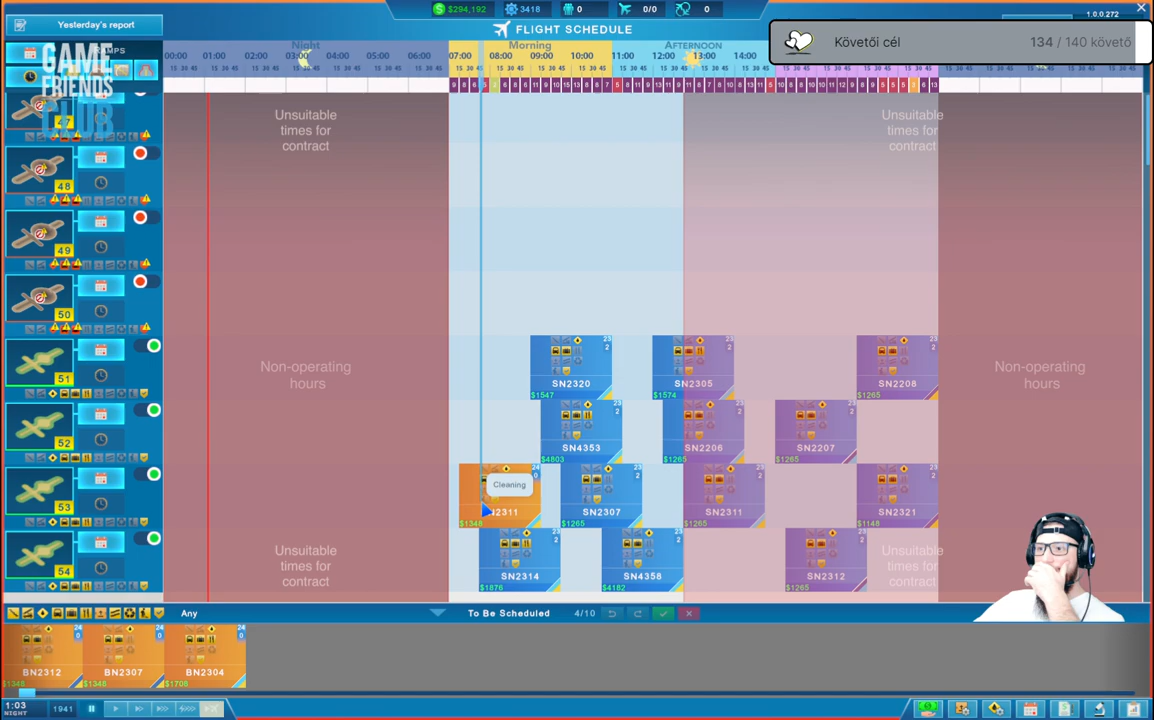 $294,192
3418
0
0/0
0
1.0.0.272
Yesterday's report
FLIGHT SCHEDULE
Követői cél
134 / 140 követő
GAME
FRIENDS
CLUB
Night
Morning
AFTERNOON
00:00 01:00 02:00 03:00 04:00 05:00 06:00 07:00 08:00 09:00 10:00 11:00 12:00 13:00 14:00
Unsuitable
times for
contract
Unsuitable
times for
contract
47
48
49
50
51
52
53
54
Non-operating
hours
Non-operating
hours
SN2320
$1547
SN2305
$1574
SN2208
$1265
SN4353
$4803
SN2206
$1265
SN2207
$1265
Cleaning
$1348
SN2307
$1265
SN2311
$1265
SN2321
$1148
SN2314
$1876
SN4358
$4182
SN2312
$1265
Unsuitable
times for
contract
Unsuitable
times for
contract
Any
To Be Scheduled
4/10
BN2312
$1348
BN2307
$1348
BN2304
$1708
1:03
NIGHT
1941